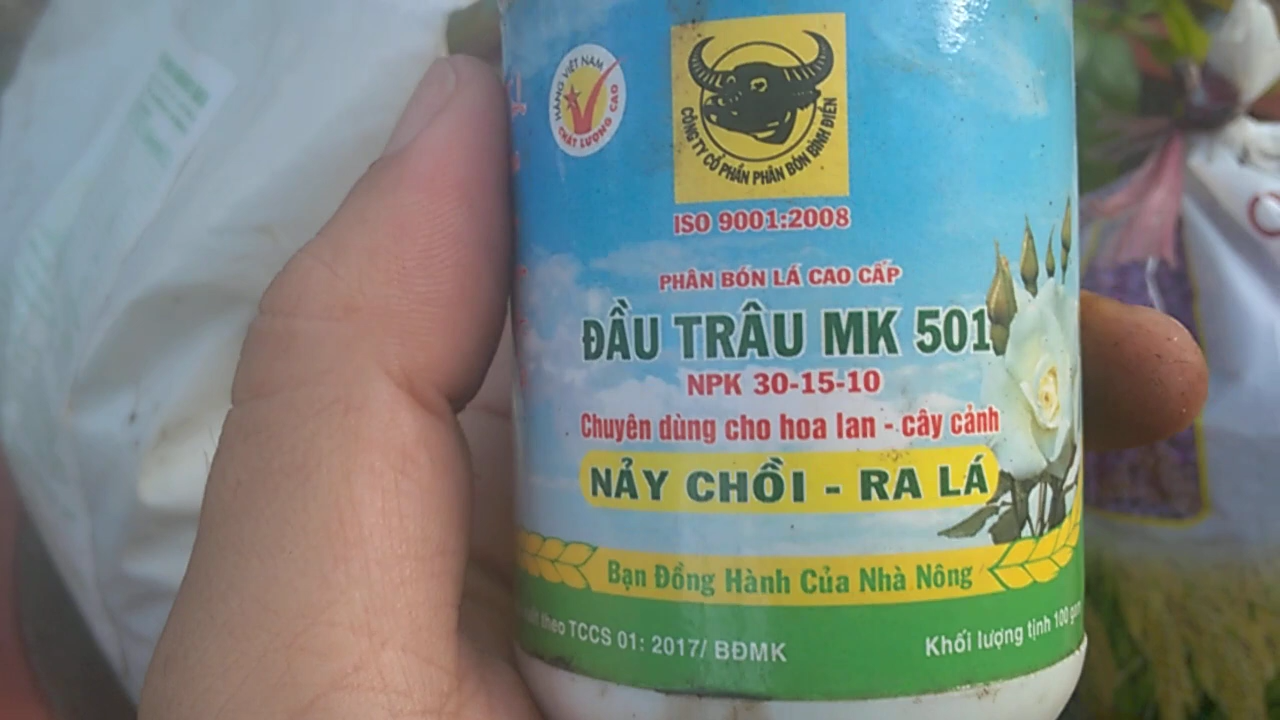 HÀNG VIỆT NAM
CHẤT LƯỢNG CAO
CÔNG TY CỔ PHẦN PHÂN BÓN BÌNH ĐIỀN
ISO 9001:2008
PHÂN BÓN LÁ CAO CẤP
ĐẦU TRÂU MK 501
NPK 30-15-10
Chuyên dùng cho hoa lan - cây cảnh
NẢY CHỒI - RA LÁ
Bạn Đồng Hành Của Nhà Nông
theo TCCS 01: 2017/ BĐMK
Khối lượng tịnh 100 gam